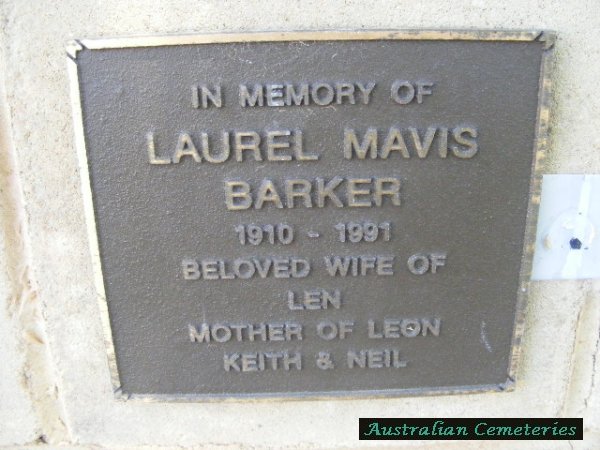 IN MEMORY OF
LAUREL MAVIS
BARKER
1910 - 1991
BELOVED WIFE OF
LEN
MOTHER OF LEON
KEITH & NEIL
Australian Cemeteries